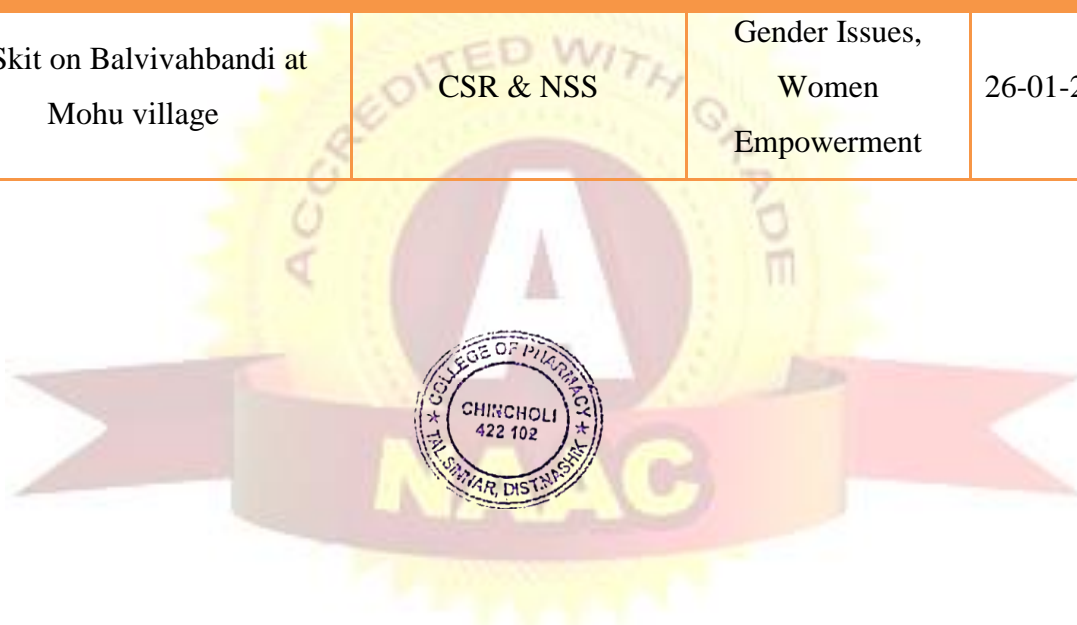 Skit on Balvivahbandi at
Mohu village
CSR & NSS
Gender Issues,
Women
Empowerment
26-01-2
ACCREDITED WITH GRADE
A
NAAC
COLLEGE OF PHARMACY
CHINCHOLI
422 102
TAL.SINNAR, DIST.NASHIK